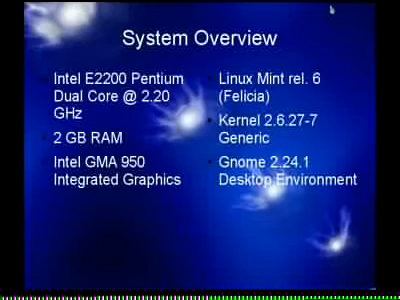 System Overview
Intel E2200 Pentium
Dual Core @ 2.20
GHz
2 GB RAM
Intel GMA 950
Integrated Graphics
Linux Mint rel. 6
(Felicia)
Kernel 2.6.27-7
Generic
Gnome 2.24.1
Desktop Environment